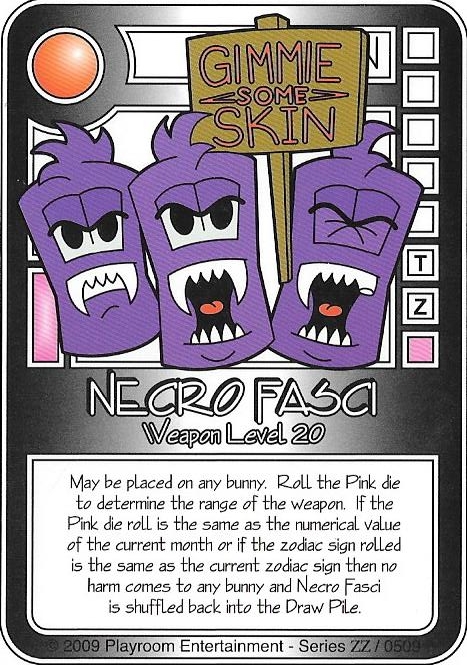 GIMMIE
SOME
SKIN
N
T
Z
NECRO FASCI
Weapon Level 20
May be placed on any bunny. Roll the Pink die
to determine the range of the weapon. If the
Pink die roll is the same as the numerical value
of the current month or if the zodiac sign rolled
is the same as the current zodiac sign then no
harm comes to any bunny and Necro Fasci
is shuffled back into the Draw Pile.
© 2009 Playroom Entertainment - Series ZZ / 0509